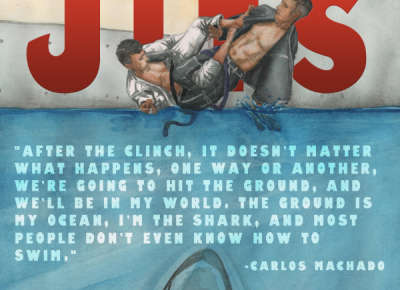 JITS
"AFTER THE CLINCH, IT DOESN'T MATTER
WHAT HAPPENS, ONE WAY OR ANOTHER,
WE'RE GOING TO HIT THE GROUND, AND
WE'LL BE IN MY WORLD. THE GROUND IS
MY OCEAN, I'M THE SHARK, AND MOST
PEOPLE DON'T EVEN KNOW HOW TO
SWIM,"
-CARLOS MACHADO